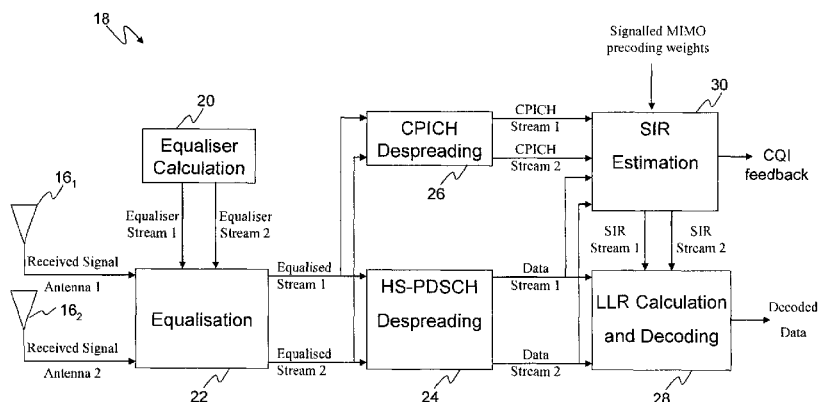 18
Signalled MIMO
precoding weights
20
30
Equaliser
Calculation
CPICH
Despreading
CPICH
Stream 1
CPICH
Stream 2
SIR
Estimation
CQI
feedback
26
16₁
Equaliser
Stream 1
Equaliser
Stream 2
SIR
Stream 1
SIR
Stream 2
Received Signal
Antenna 1
Equalised
Stream 1
HS-PDSCH
Despreading
Data
Stream 1
LLR Calculation
and Decoding
Decoded
Data
16₂
Equalisation
Received Signal
Antenna 2
Equalised
Stream 2
Data
Stream 2
22
24
28